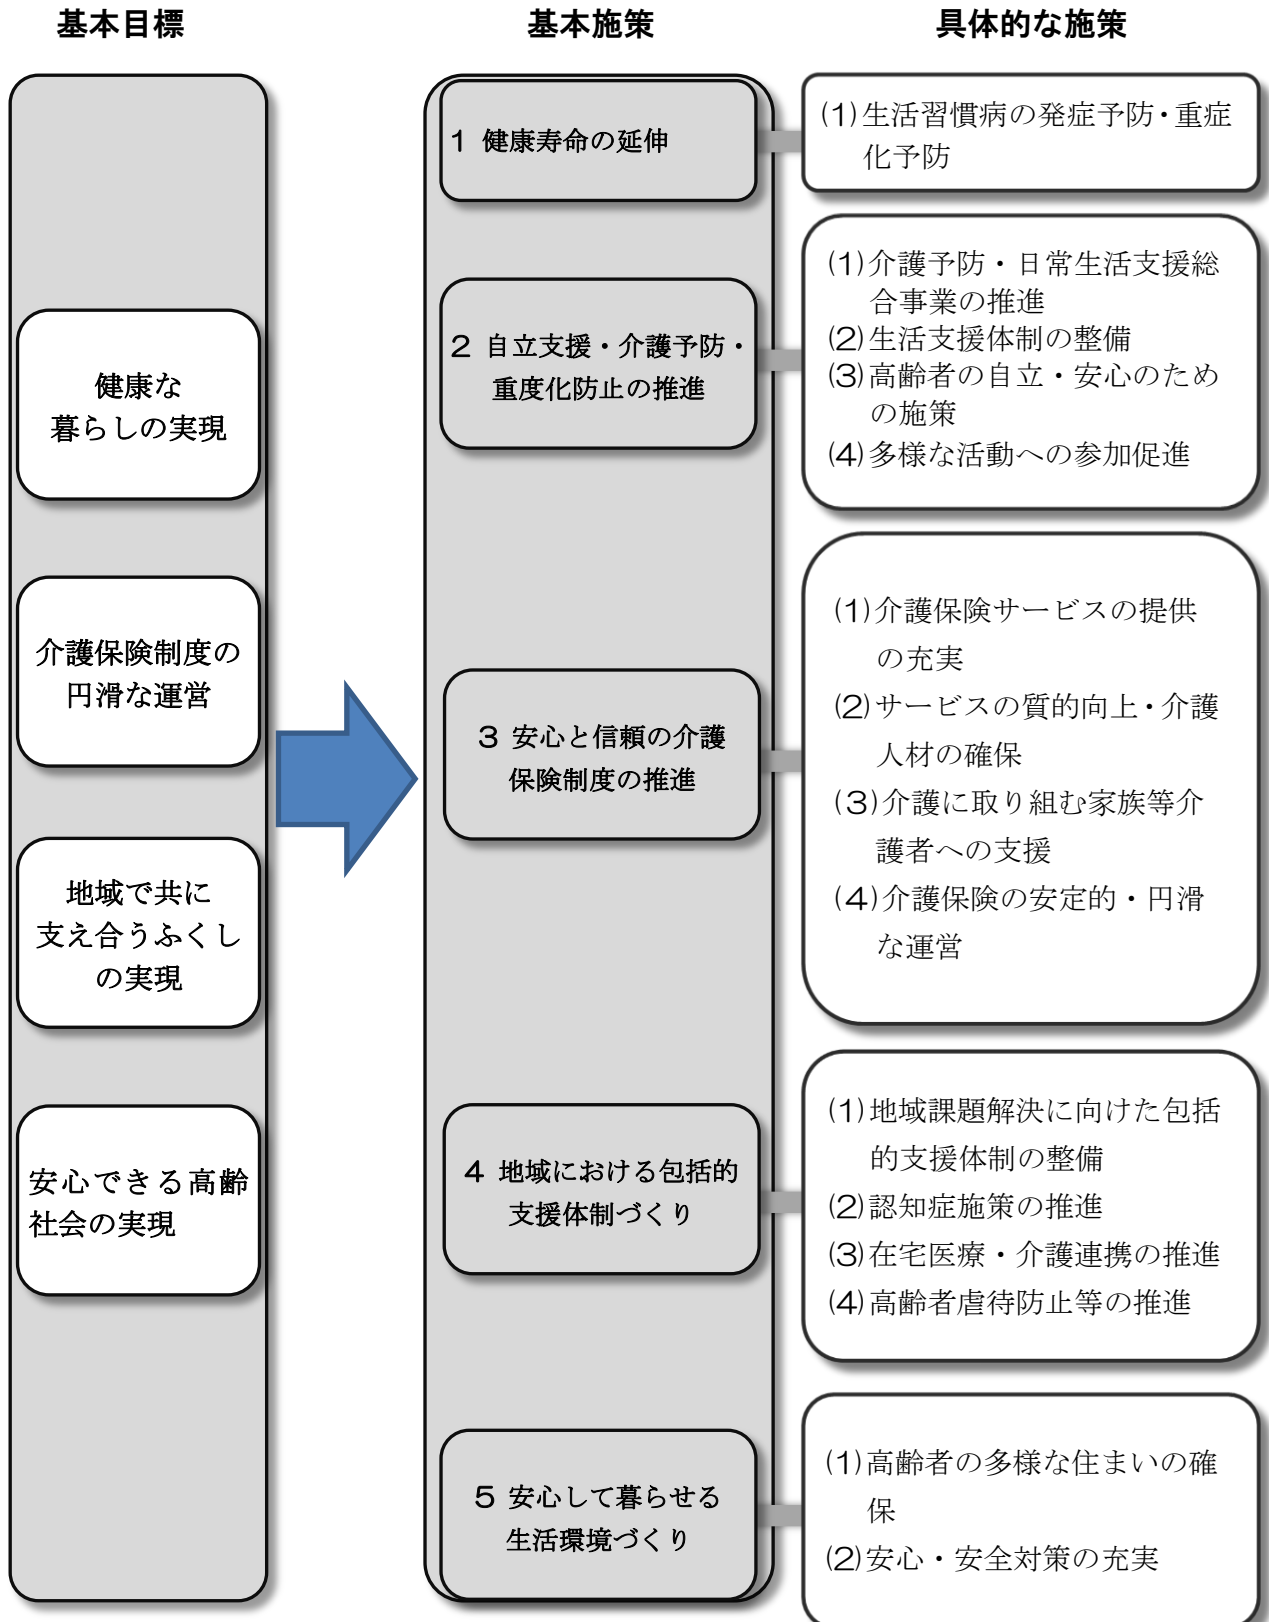 基本目標
基本施策
具体的な施策
健康な
暮らしの実現
介護保険制度の
円滑な運営
地域で共に
支え合うふくし
の実現
安心できる高齢
社会の実現
1 健康寿命の延伸
(1)生活習慣病の発症予防・重症
化予防
2 自立支援・介護予防・
重度化防止の推進
(1)介護予防・日常生活支援総
合事業の推進
(2)生活支援体制の整備
(3)高齢者の自立・安心のため
の施策
(4)多様な活動への参加促進
3 安心と信頼の介護
保険制度の推進
(1)介護保険サービスの提供
の充実
(2)サービスの質的向上・介護
人材の確保
(3)介護に取り組む家族等介
護者への支援
(4)介護保険の安定的・円滑
な運営
4 地域における包括的
支援体制づくり
(1)地域課題解決に向けた包括
的支援体制の整備
(2)認知症施策の推進
(3)在宅医療・介護連携の推進
(4)高齢者虐待防止等の推進
5 安心して暮らせる
生活環境づくり
(1)高齢者の多様な住まいの確
保
(2)安心・安全対策の充実